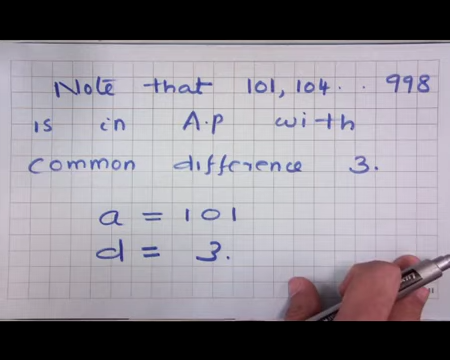 Note that 101, 104 . . 998
is in A.p with
common difference 3.
a = 101
d = 3.